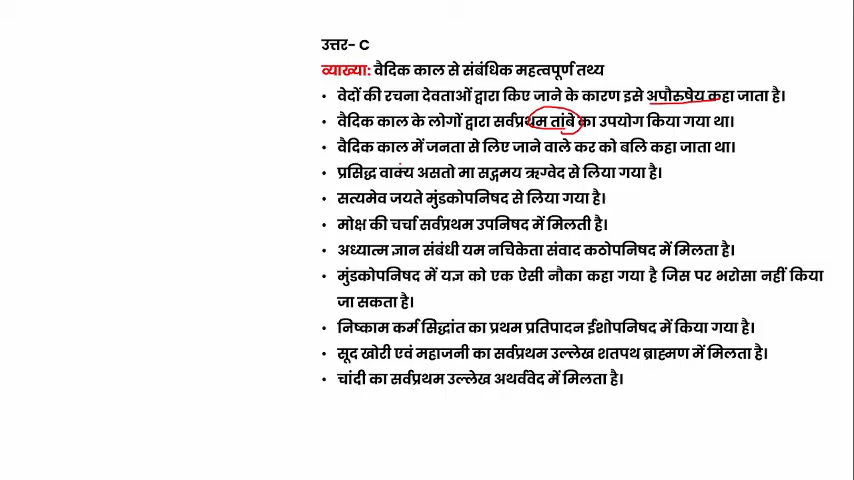 उत्तर- C
व्याख्या: वैदिक काल से संबंधिक महत्वपूर्ण तथ्य
• वेदों की रचना देवताओं द्वारा किए जाने के कारण इसे अपौरुषेय कहा जाता है।
• वैदिक काल के लोगों द्वारा सर्वप्रथम तांबे का उपयोग किया गया था।
• वैदिक काल में जनता से लिए जाने वाले कर को बलि कहा जाता था।
• प्रसिद्ध वाक्य असतो मा सद्गमय ऋग्वेद से लिया गया है।
• सत्यमेव जयते मुंडकोपनिषद से लिया गया है।
• मोक्ष की चर्चा सर्वप्रथम उपनिषद में मिलती है।
• अध्यात्म ज्ञान संबंधी यम नचिकेता संवाद कठोपनिषद में मिलता है।
• मुंडकोपनिषद में यज्ञ को एक ऐसी नौका कहा गया है जिस पर भरोसा नहीं किया
जा सकता है।
• निष्काम कर्म सिद्धांत का प्रथम प्रतिपादन ईशोपनिषद में किया गया है।
• सूद खोरी एवं महाजनी का सर्वप्रथम उल्लेख शतपथ ब्राह्मण में मिलता है।
• चांदी का सर्वप्रथम उल्लेख अथर्ववेद में मिलता है।